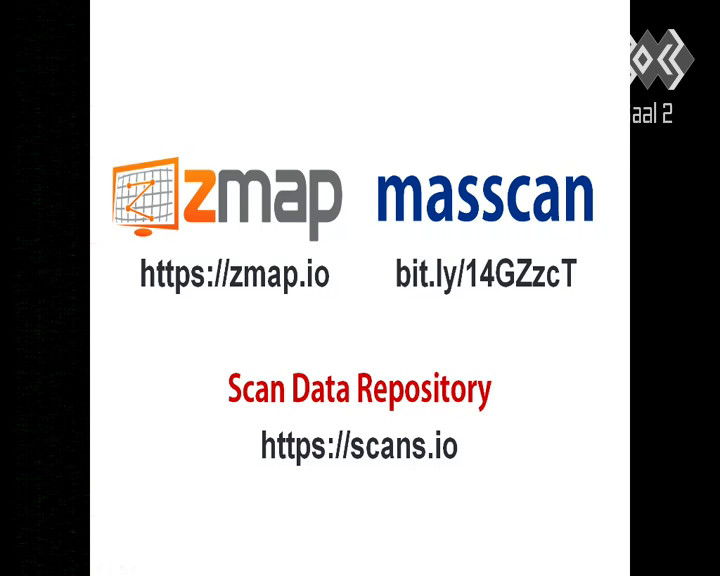 zmap masscan
https://zmap.io bit.ly/14GZzcT
Scan Data Repository
https://scans.io
aal 2